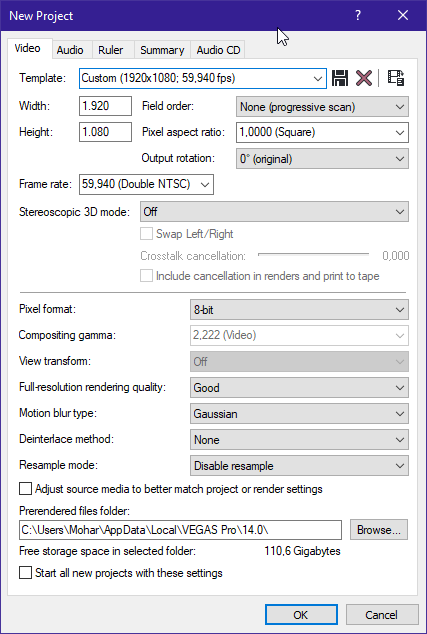 New Project
Video Audio Ruler Summary Audio CD
Template: Custom (1920x1080; 59,940 fps)
Width: 1.920 Field order: None (progressive scan)
Height: 1.080 Pixel aspect ratio: 1,0000 (Square)
Output rotation: 0° (original)
Frame rate: 59,940 (Double NTSC)
Stereoscopic 3D mode: Off
Swap Left/Right
Crosstalk cancellation: 0,000
Include cancellation in renders and print to tape
Pixel format: 8-bit
Compositing gamma: 2,222 (Video)
View transform: Off
Full-resolution rendering quality: Good
Motion blur type: Gaussian
Deinterlace method: None
Resample mode: Disable resample
Adjust source media to better match project or render settings
Prerendered files folder:
C:\Users\Mohar\AppData\Local\VEGAS Pro\14.0\ Browse...
Free storage space in selected folder: 110,6 Gigabytes
Start all new projects with these settings
OK Cancel